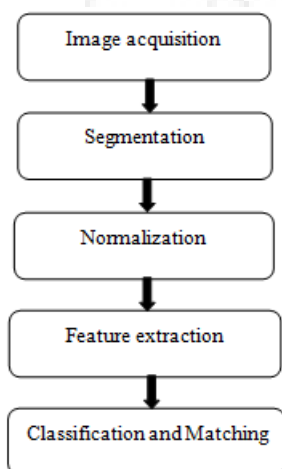 Image acquisition
Segmentation
Normalization
Feature extraction
Classification and Matching